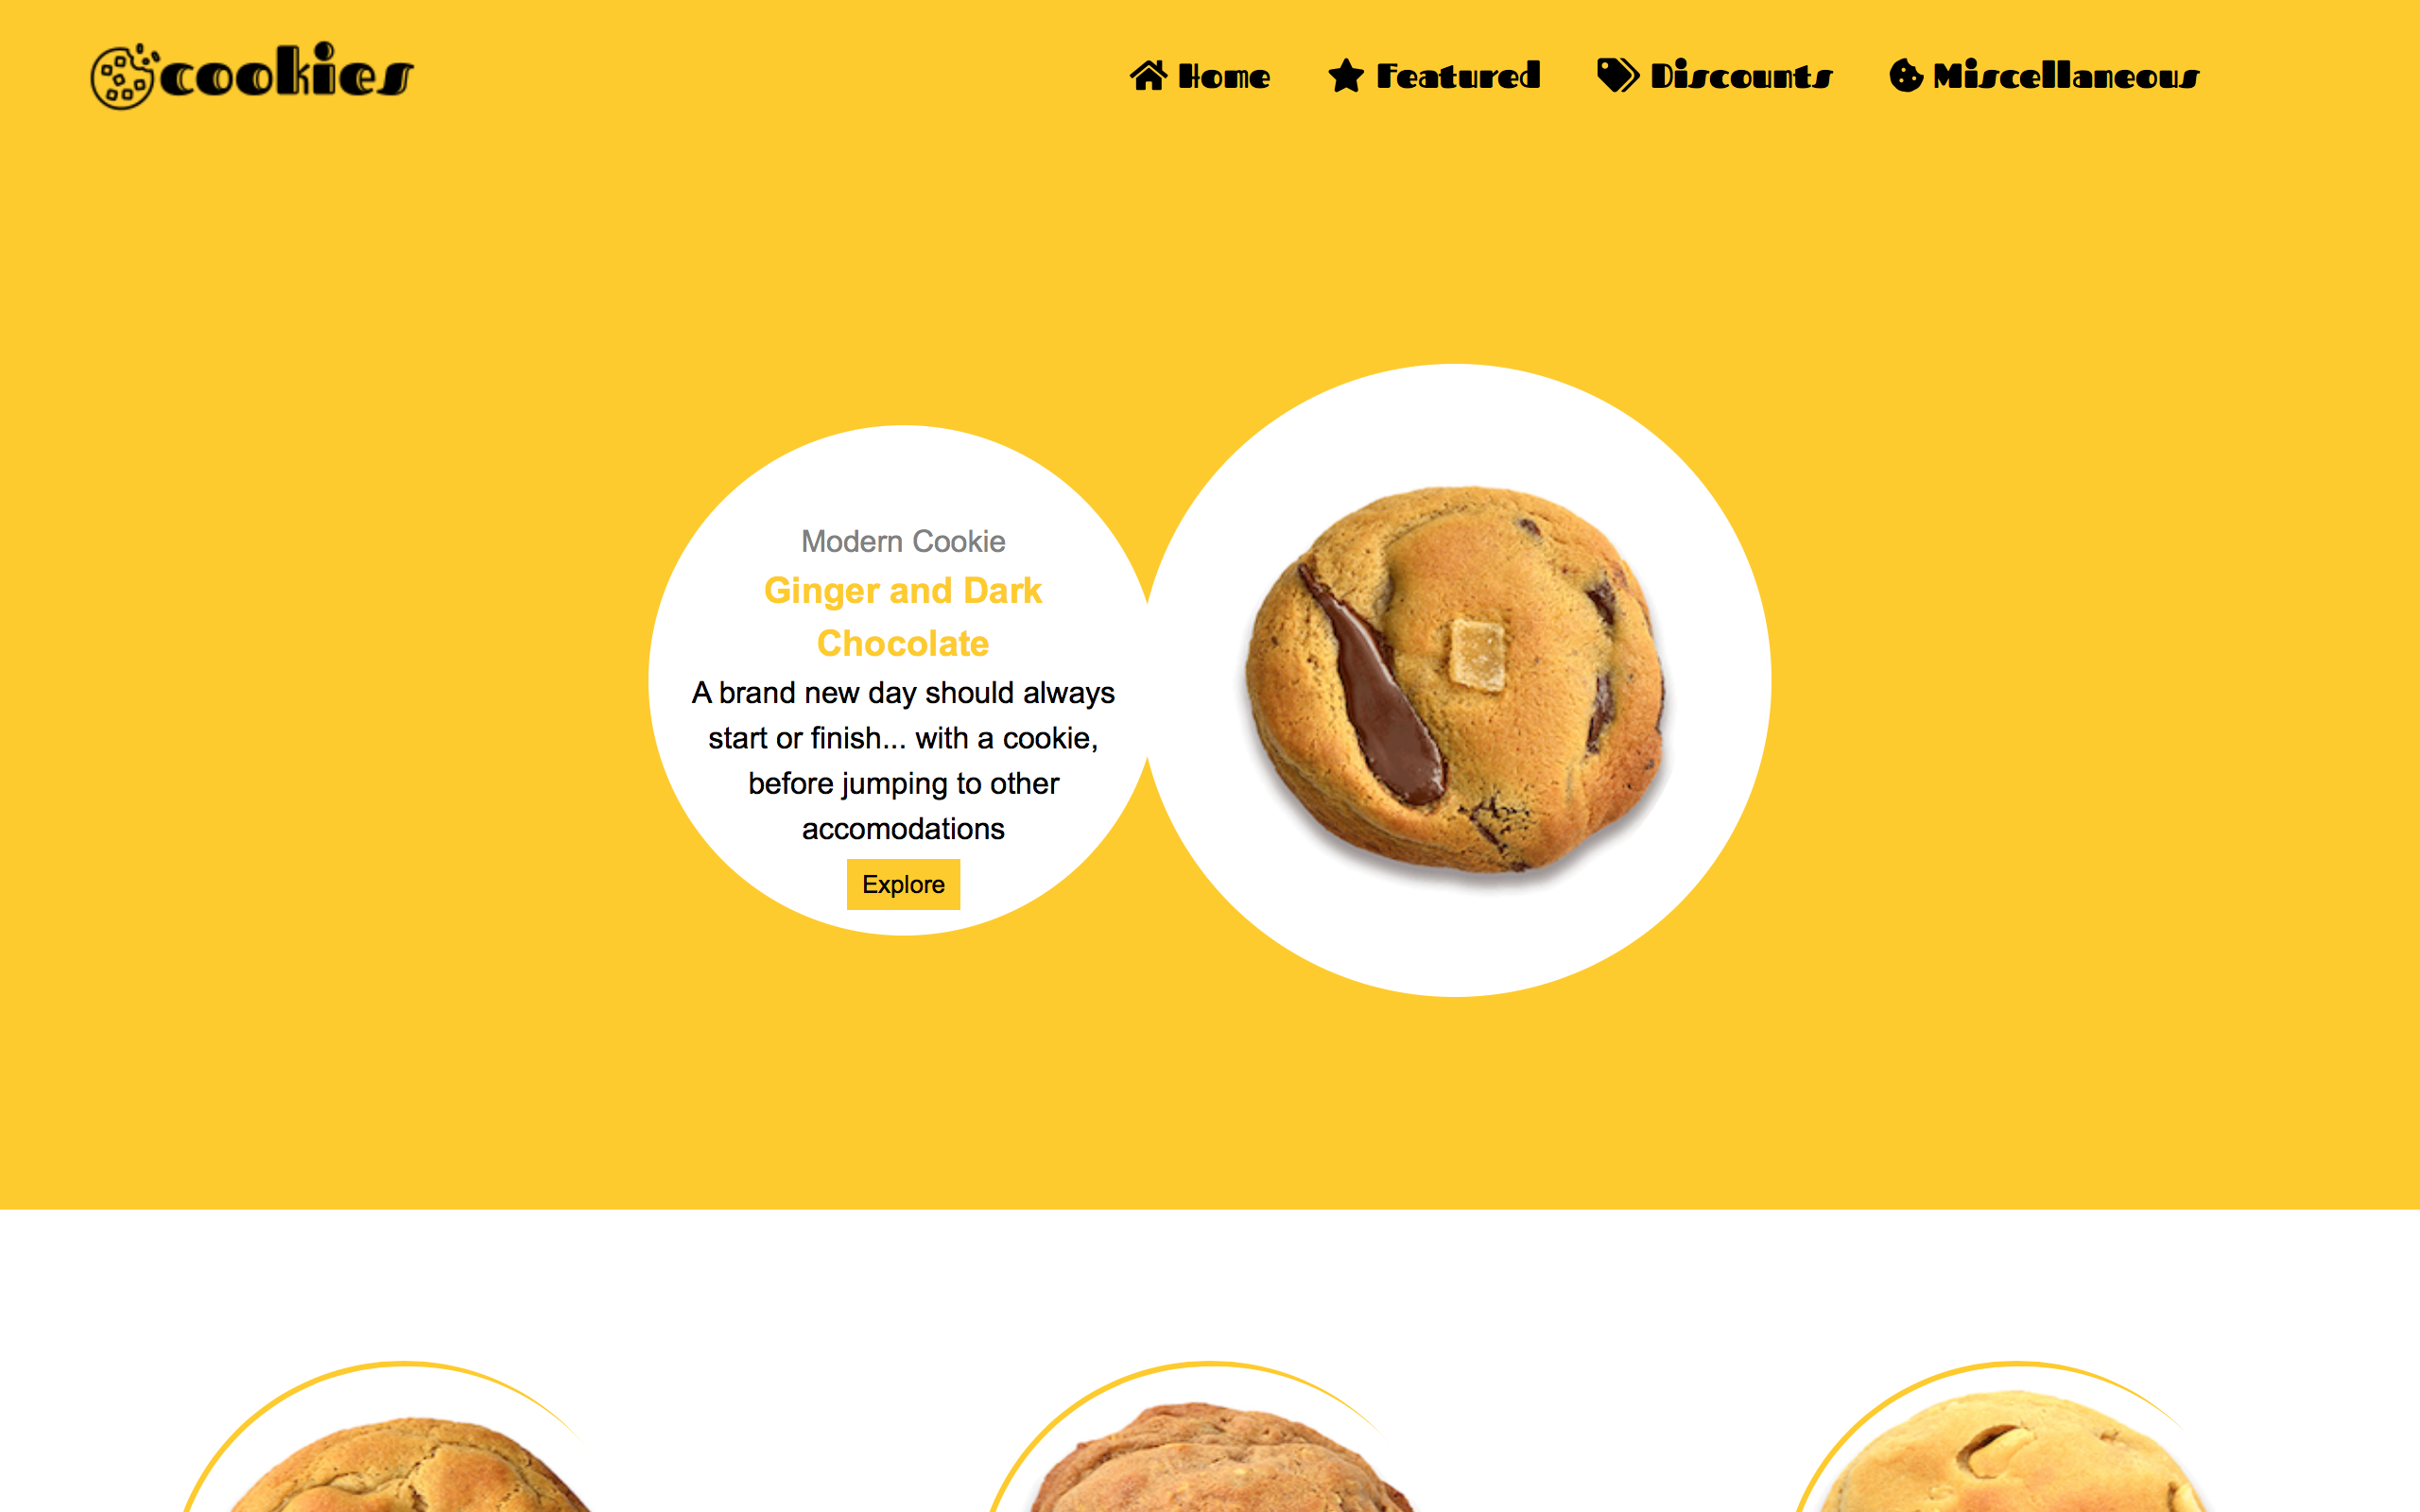 cookies
Home Featured Discounts Miscellaneous
Modern Cookie
Ginger and Dark
Chocolate
A brand new day should always
start or finish... with a cookie,
before jumping to other
accomodations
Explore